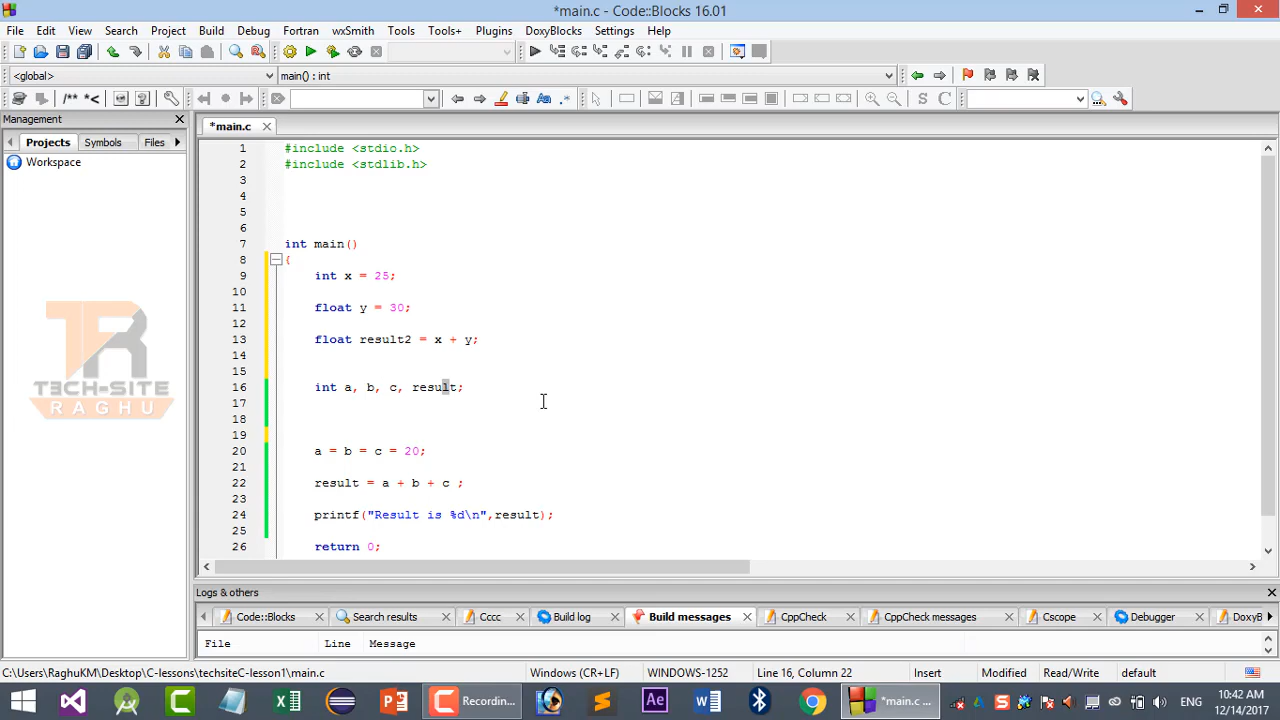 *main.c - Code::Blocks 16.01
File Edit View Search Project Build Debug Fortran wxSmith Tools Tools+ Plugins DoxyBlocks Settings Help
<global> main() : int
/** *<
S C
Management
Projects Symbols Files
Workspace
TECH-SITE
RAGHU
*main.c
1 #include <stdio.h>
2 #include <stdlib.h>
3
4
5
6
7 int main()
8 {
9 int x = 25;
10
11 float y = 30;
12
13 float result2 = x + y;
14
15
16 int a, b, c, result;
17
18
19
20 a = b = c = 20;
21
22 result = a + b + c ;
23
24 printf("Result is %d\n",result);
25
26 return 0;
Logs & others
Code::Blocks Search results Cccc Build log Build messages CppCheck CppCheck messages Cscope Debugger DoxyB
File Line Message
C:\Users\RaghuKM\Desktop\C-lessons\techsiteC-lesson1\main.c Windows (CR+LF) WINDOWS-1252 Line 16, Column 22 Insert Modified Read/Write default
Recordin... Ae *main.c ... ENG
10:42 AM
12/14/2017